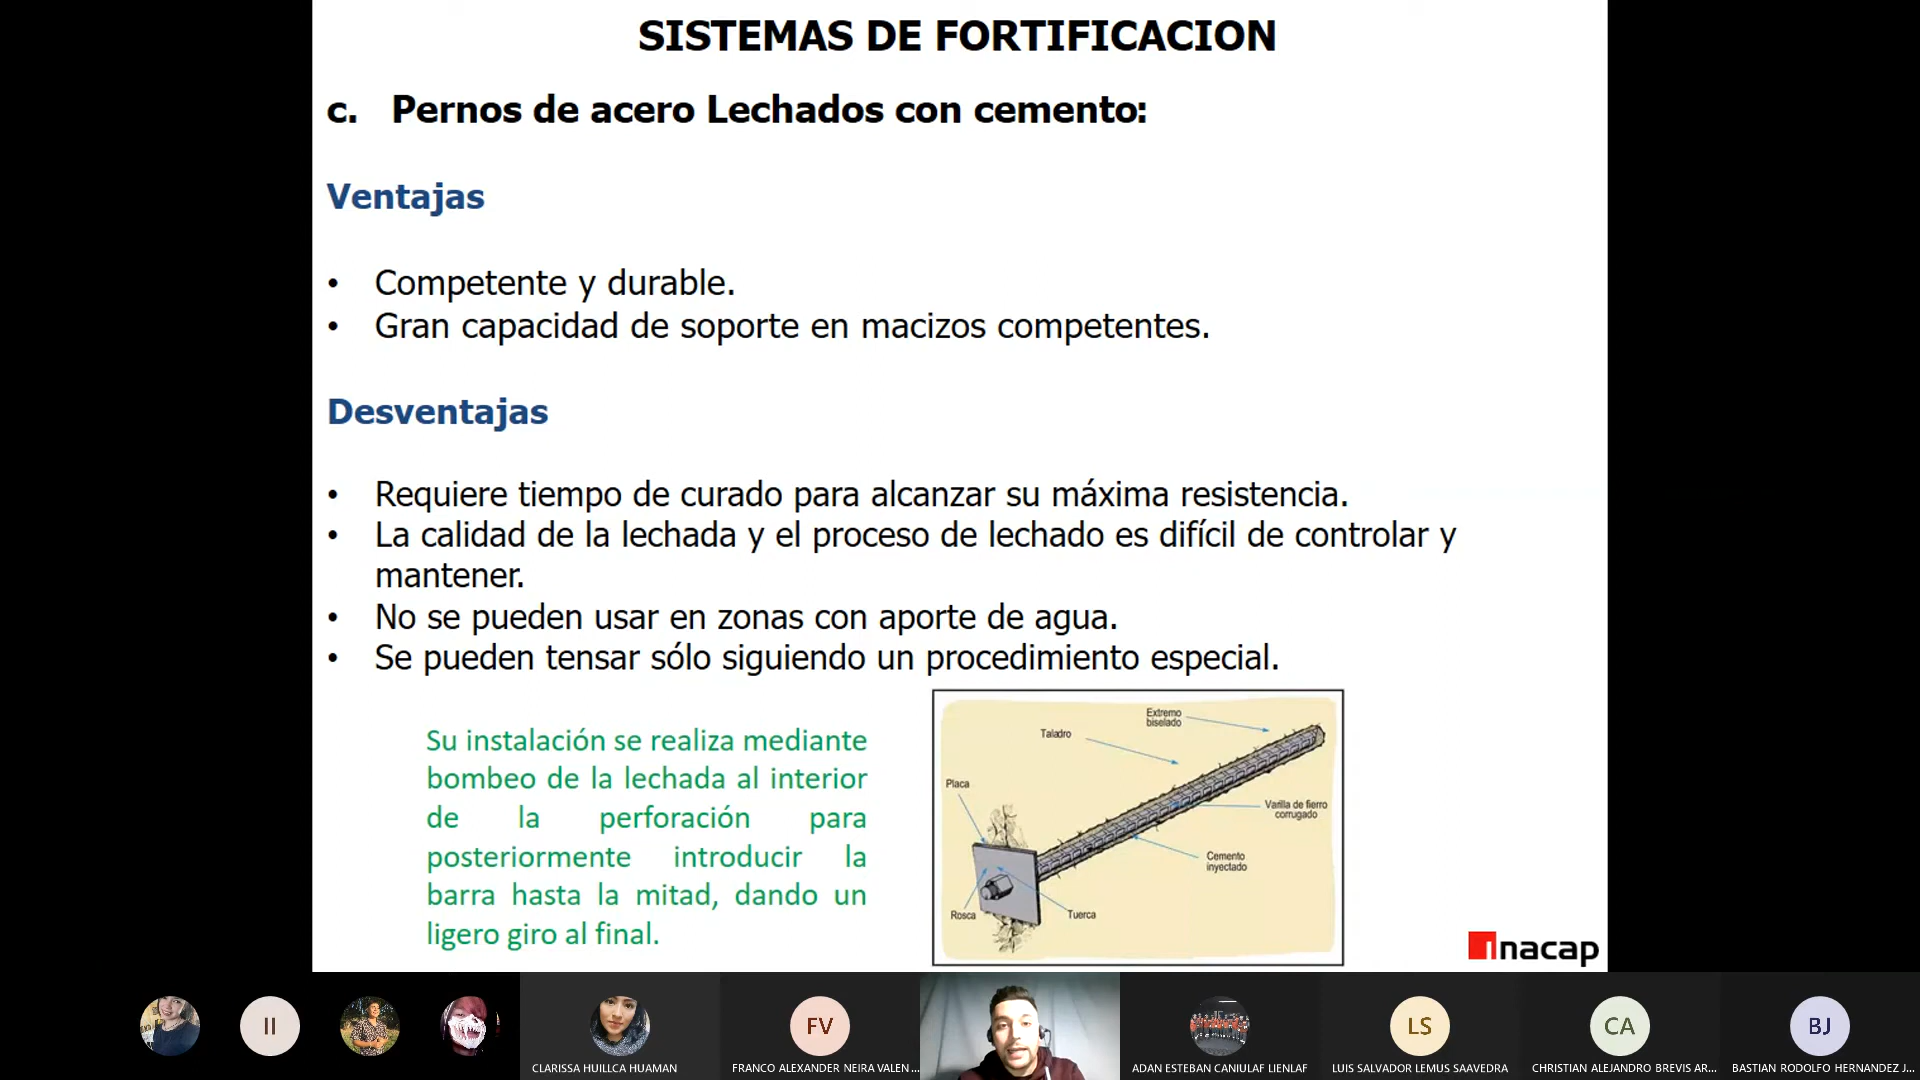 SISTEMAS DE FORTIFICACION
c. Pernos de acero Lechados con cemento:
Ventajas
• Competente y durable.
• Gran capacidad de soporte en macizos competentes.
Desventajas
• Requiere tiempo de curado para alcanzar su máxima resistencia.
• La calidad de la lechada y el proceso de lechado es difícil de controlar y
mantener.
• No se pueden usar en zonas con aporte de agua.
• Se pueden tensar sólo siguiendo un procedimiento especial.
Su instalación se realiza mediante
bombeo de la lechada al interior
de la perforación para
posteriormente introducir la
barra hasta la mitad, dando un
ligero giro al final.
Extremo
biselado
Taladro
Placa
Varilla de fierro
corrugado
Cemento
inyectado
Rosca
Tuerca
inacap
II
FV
LS
CA
BJ
CLARISSA HUILLCA HUAMAN
FRANCO ALEXANDER NEIRA VALEN...
ADAN ESTEBAN CANIULAF LIENLAF
LUIS SALVADOR LEMUS SAAVEDRA
CHRISTIAN ALEJANDRO BREVIS AR...
BASTIAN RODOLFO HERNANDEZ J...